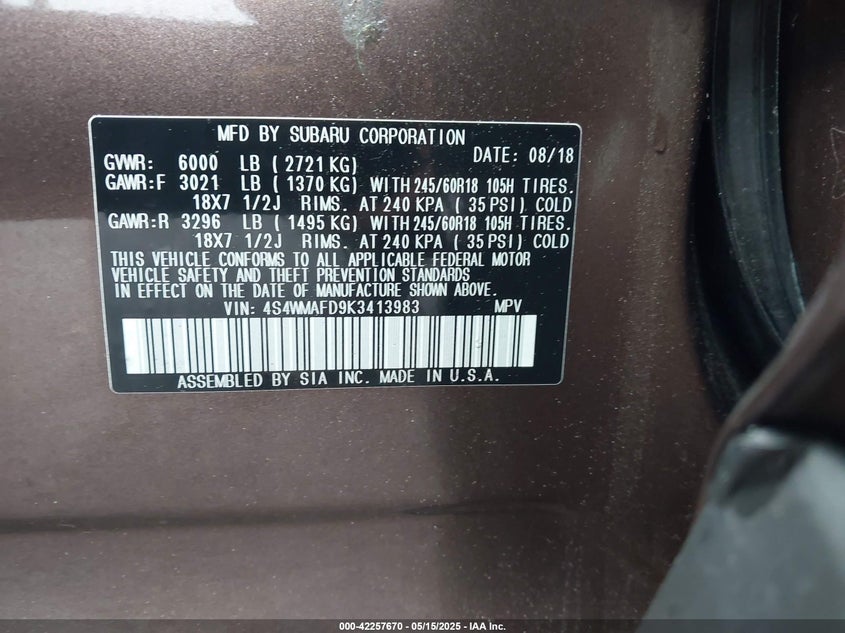 MFD BY SUBARU CORPORATION
GVWR: 6000 LB ( 2721 KG) DATE: 08/18
GAWR:F 3021 LB ( 1370 KG) WITH 245/60R18 105H TIRES.
18X7 1/2J RIMS. AT 240 KPA ( 35 PSI) COLD
GAWR:R 3296 LB ( 1495 KG) WITH 245/60R18 105H TIRES.
18X7 1/2J RIMS. AT 240 KPA ( 35 PSI) COLD
THIS VEHICLE CONFORMS TO ALL APPLICABLE FEDERAL MOTOR
VEHICLE SAFETY AND THEFT PREVENTION STANDARDS
IN EFFECT ON THE DATE OF MANUFACTURE SHOWN ABOVE.
VIN: 4S4WMAFD9K3413983 MPV
ASSEMBLED BY SIA INC. MADE IN U.S.A.
000-42257670 - 05/15/2025 - IAA Inc.